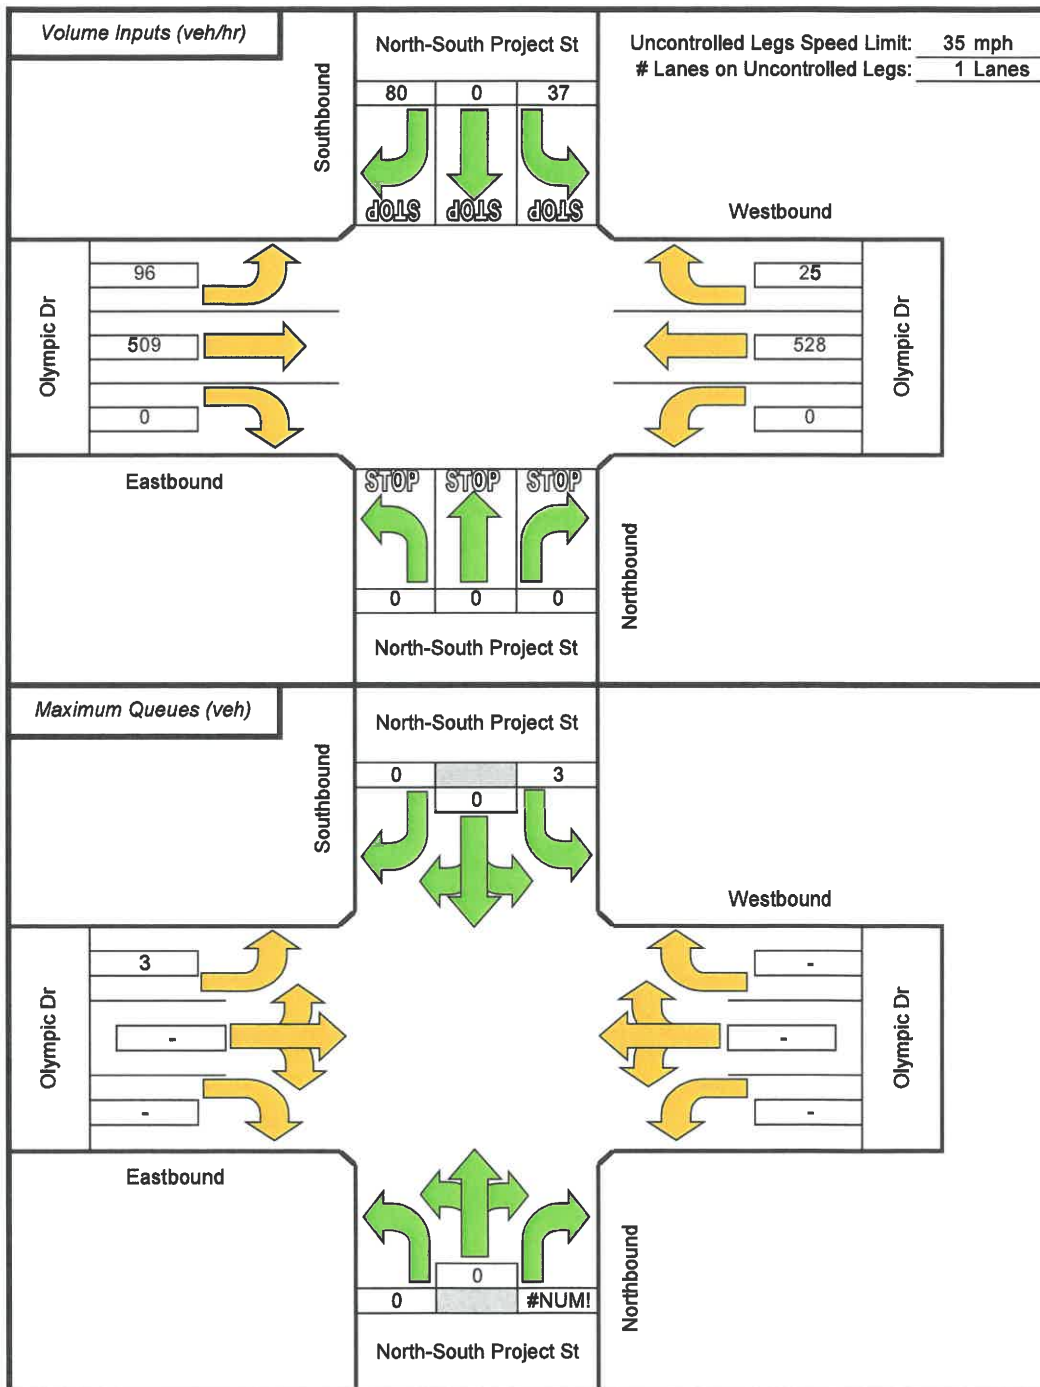 Volume Inputs (veh/hr)
North-South Project St
Uncontrolled Legs Speed Limit: 35 mph
# Lanes on Uncontrolled Legs: 1 Lanes
Southbound
80 0 37
STOP STOP STOP
Westbound
Olympic Dr
96
509
0
25
528
0
Olympic Dr
Eastbound
STOP STOP STOP
Northbound
0 0 0
North-South Project St
Maximum Queues (veh)
North-South Project St
Southbound
0 3
0
Westbound
Olympic Dr
3
-
-
-
-
-
Olympic Dr
Eastbound
Northbound
0
0 #NUM!
North-South Project St